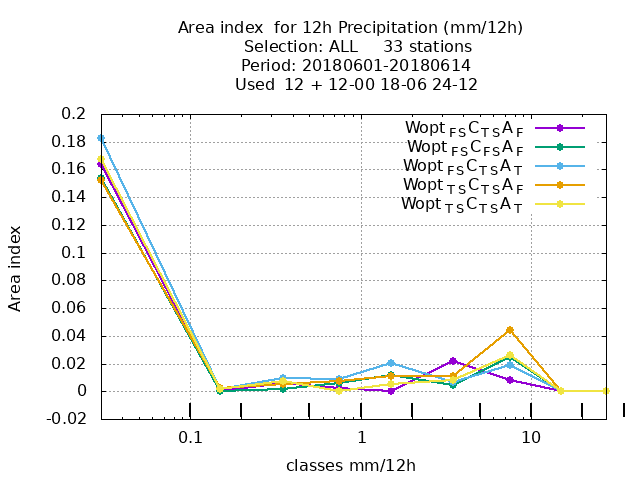 Area index  for 12h Precipitation (mm/12h)
Selection: ALL     33 stations
Period: 20180601-20180614
Used  12 + 12-00 18-06 24-12
Wopt FS C TS A F
Wopt FS C FS A F
Wopt FS C TS A T
Wopt TS C TS A F
Wopt TS C TS A T
0.2
0.18
0.16
0.14
0.12
0.1
0.08
0.06
0.04
0.02
0
-0.02
Area index
0.1 1 10
classes mm/12h